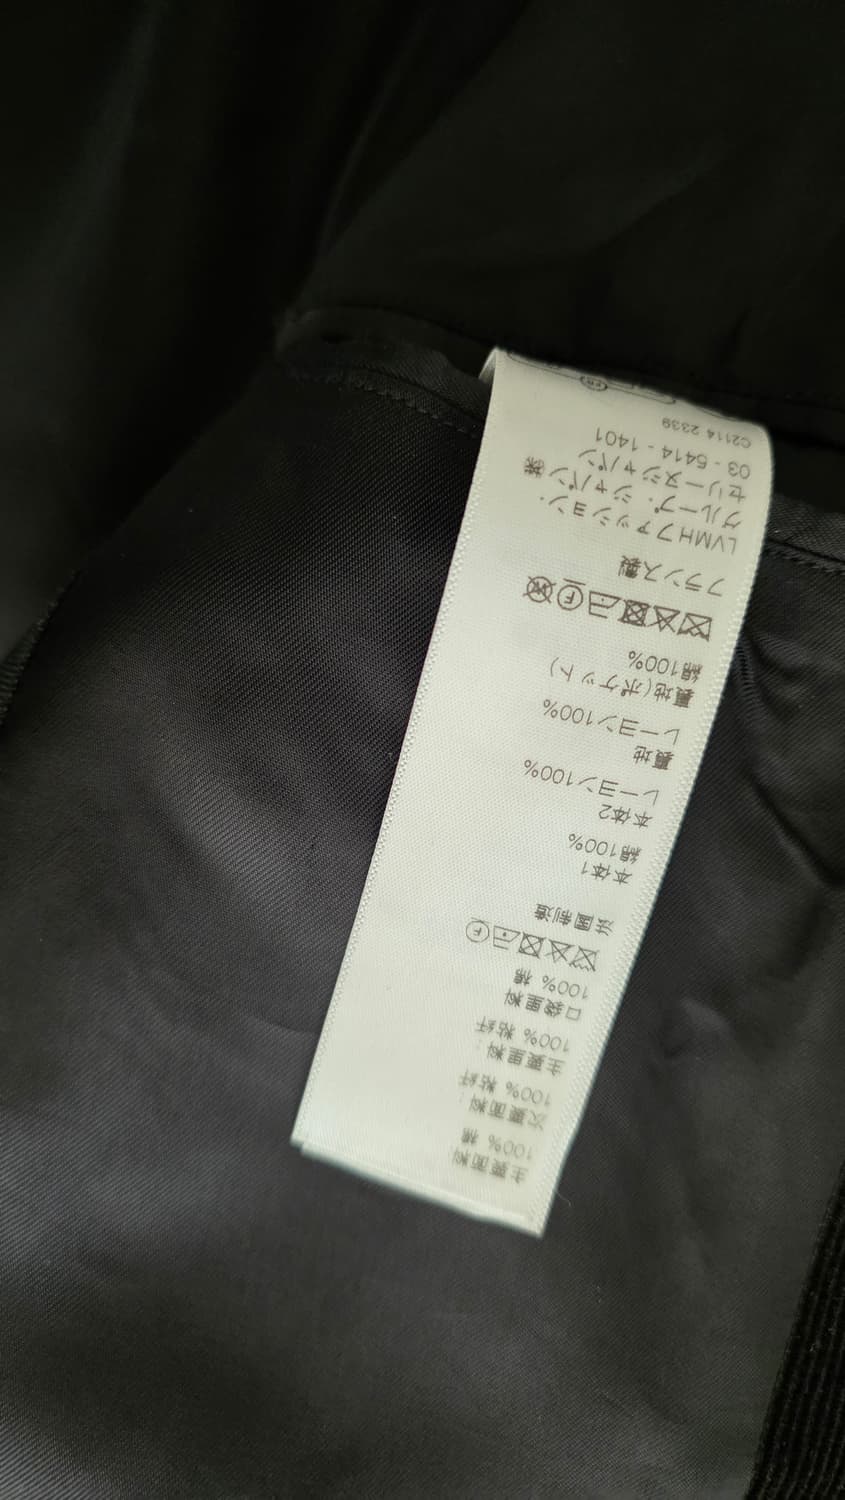 主要面料:
100% 棉
次要面料:
100% 粘纤
主要里料:
100% 粘纤
口袋里料
100% 棉
F
法国制造
本体1
綿100%
本体2
レーヨン100%
裏地
レーヨン100%
裏地(ポケット)
綿100%
F W
フランス製
LVMHファッション・
グループ・ジャパン㈱
セリーヌジャパン
03 - 5414 - 1401
C2114 2339
FR